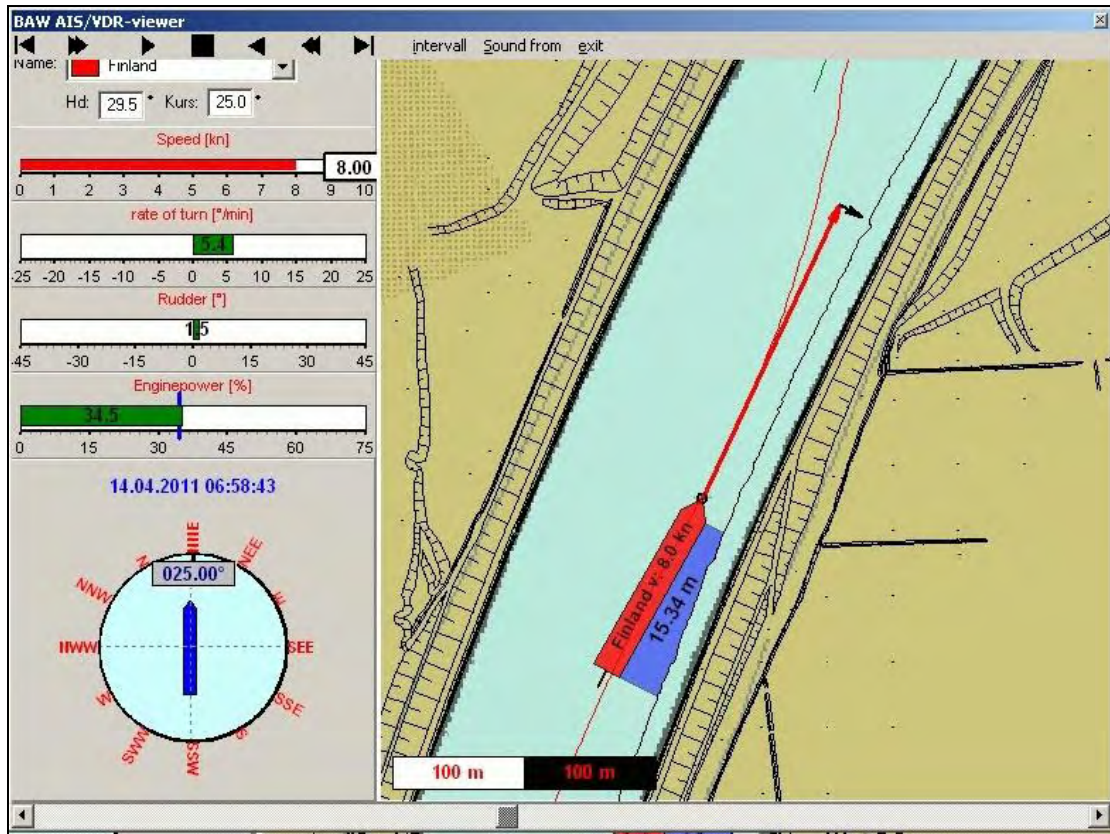 BAW AIS/VDR-viewer
intervall Sound from exit
Name: Finland
Hd: 29.5 ° Kurs: 25.0 °
Speed [kn]
8.00
0 1 2 3 4 5 6 7 8 9 10
rate of turn [°/min]
5.4
-25 -20 -15 -10 -5 0 5 10 15 20 25
Rudder [°]
1.5
-45 -30 -15 0 15 30 45
Enginepower [%]
34.5
0 15 30 45 60 75
14.04.2011 06:58:43
NEE
025.00°
NNW
E
NWW
SEE
W
SSE
SWW
S
SSW
Finland v: 8.0 kn
15.34 m
100 m 100 m